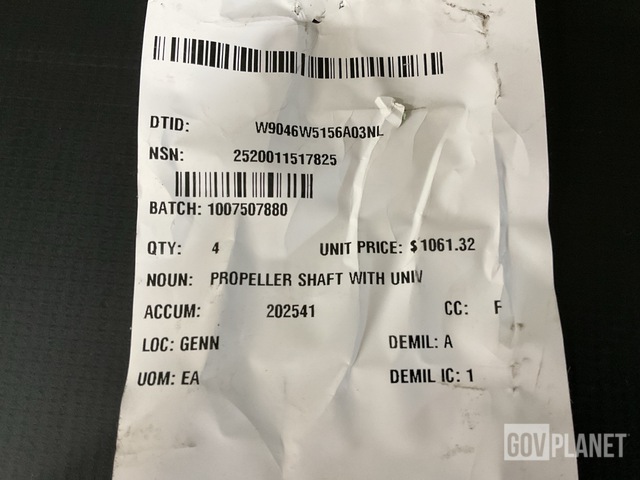 DTID: W9046W5156A03NL
NSN: 2520011517825
BATCH: 1007507880
QTY: 4 UNIT PRICE: $1061.32
NOUN: PROPELLER SHAFT WITH UNIV
ACCUM: 202541 CC: F
LOC: GENN DEMIL: A
UOM: EA DEMIL IC: 1
GOVPLANET